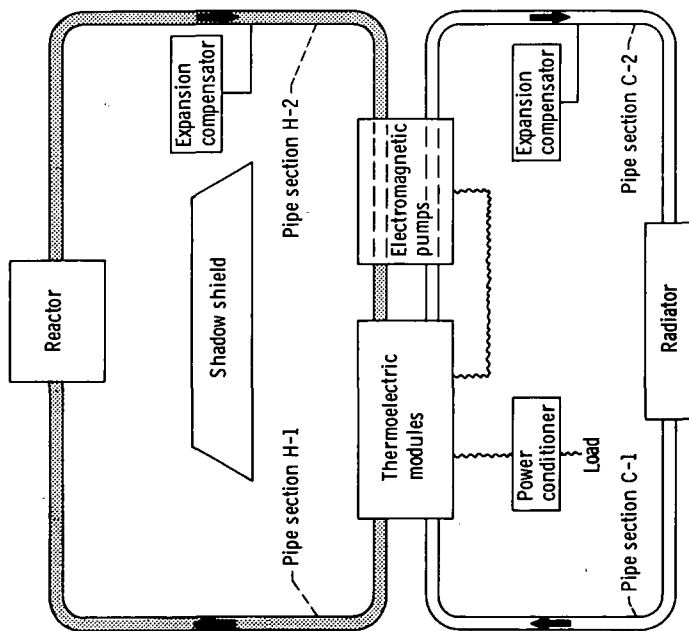 Reactor
Expansion
compensator
Shadow shield
Pipe section H-1
Pipe section H-2
Thermoelectric
modules
Electromagnetic
pumps
Power
conditioner
Load
Expansion
compensator
Pipe section C-1
Pipe section C-2
Radiator